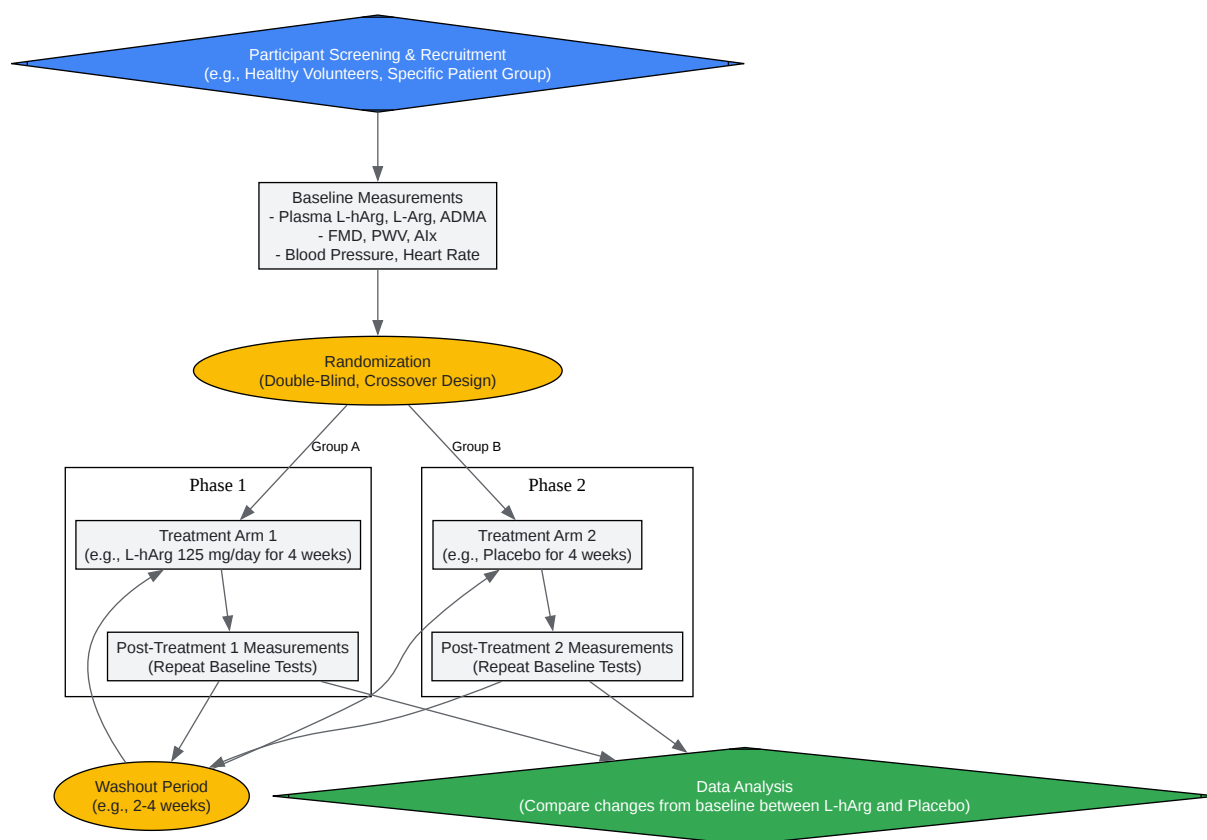 Participant Screening & Recruitment
(e.g., Healthy Volunteers, Specific Patient Group)
Baseline Measurements
- Plasma L-hArg, L-Arg, ADMA
- FMD, PWV, AIx
- Blood Pressure, Heart Rate
Randomization
(Double-Blind, Crossover Design)
Group A
Group B
Phase 1
Treatment Arm 1
(e.g., L-hArg 125 mg/day for 4 weeks)
Post-Treatment 1 Measurements
(Repeat Baseline Tests)
Phase 2
Treatment Arm 2
(e.g., Placebo for 4 weeks)
Post-Treatment 2 Measurements
(Repeat Baseline Tests)
Washout Period
(e.g., 2-4 weeks)
Data Analysis
(Compare changes from baseline between L-hArg and Placebo)